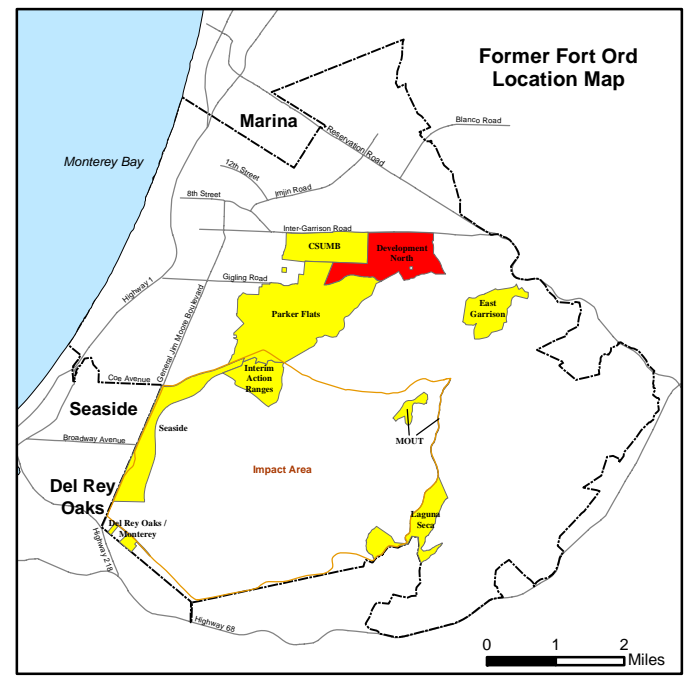 Former Fort Ord
Location Map
Marina
Blanco Road
Reservation Road
Monterey Bay
12th Street
Imjin Road
8th Street
Inter-Garrison Road
CSUMB
Development
North
Gigling Road
Highway 1
General Jim Moore Boulevard
East
Garrison
Parker Flats
Coe Avenue
Interim
Action
Ranges
Seaside
Seaside
Broadway Avenue
MOUT
Impact Area
Del Rey
Oaks
Laguna
Seca
Del Rey Oaks /
Monterey
Highway 218
Highway 68
0 1 2
Miles